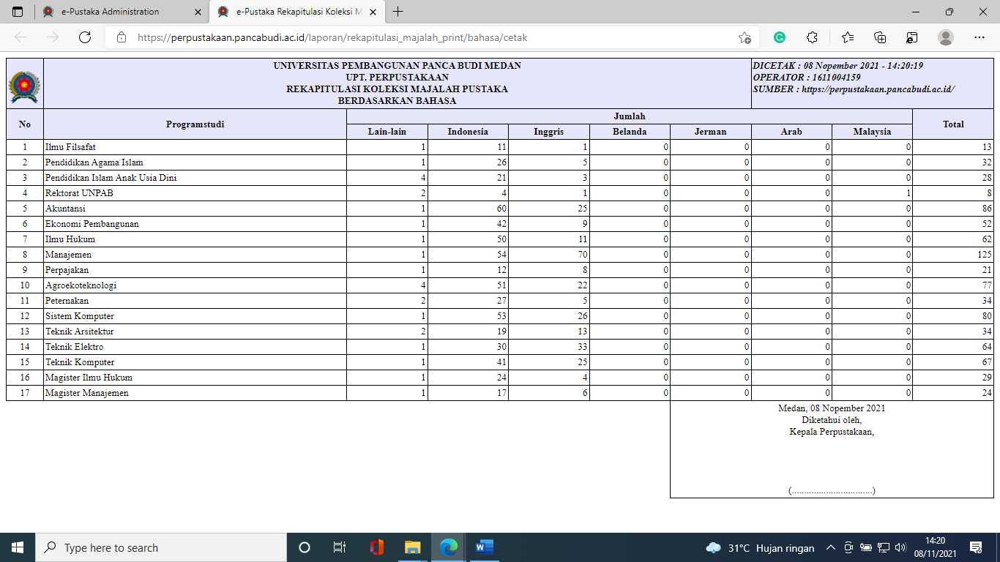 e-Pustaka Administration
e-Pustaka Rekapitulasi Koleksi M
https://perpustakaan.pancabudi.ac.id/laporan/rekapitulasi_majalah_print/bahasa/cetak
UNIVERSITAS PEMBANGUNAN PANCA BUDI MEDAN
UPT. PERPUSTAKAAN
REKAPITULASI KOLEKSI MAJALAH PUSTAKA
BERDASARKAN BAHASA
DICETAK : 08 Nopember 2021 - 14:20:19
OPERATOR : 1611004159
SUMBER : https://perpustakaan.pancabudi.ac.id/
No Programstudi Jumlah Total
Lain-lain Indonesia Inggris Belanda Jerman Arab Malaysia
1 Ilmu Filsafat 1 11 1 0 0 0 0 13
2 Pendidikan Agama Islam 1 26 5 0 0 0 0 32
3 Pendidikan Islam Anak Usia Dini 4 21 3 0 0 0 0 28
4 Rektorat UNPAB 2 4 1 0 0 0 1 8
5 Akuntansi 1 60 25 0 0 0 0 86
6 Ekonomi Pembangunan 1 42 9 0 0 0 0 52
7 Ilmu Hukum 1 50 11 0 0 0 0 62
8 Manajemen 1 54 70 0 0 0 0 125
9 Perpajakan 1 12 8 0 0 0 0 21
10 Agroekoteknologi 4 51 22 0 0 0 0 77
11 Peternakan 2 27 5 0 0 0 0 34
12 Sistem Komputer 1 53 26 0 0 0 0 80
13 Teknik Arsitektur 2 19 13 0 0 0 0 34
14 Teknik Elektro 1 30 33 0 0 0 0 64
15 Teknik Komputer 1 41 25 0 0 0 0 67
16 Magister Ilmu Hukum 1 24 4 0 0 0 0 29
17 Magister Manajemen 1 17 6 0 0 0 0 24
Medan, 08 Nopember 2021
Diketahui oleh,
Kepala Perpustakaan,
(.................................)
Type here to search
31°C Hujan ringan
14:20
08/11/2021